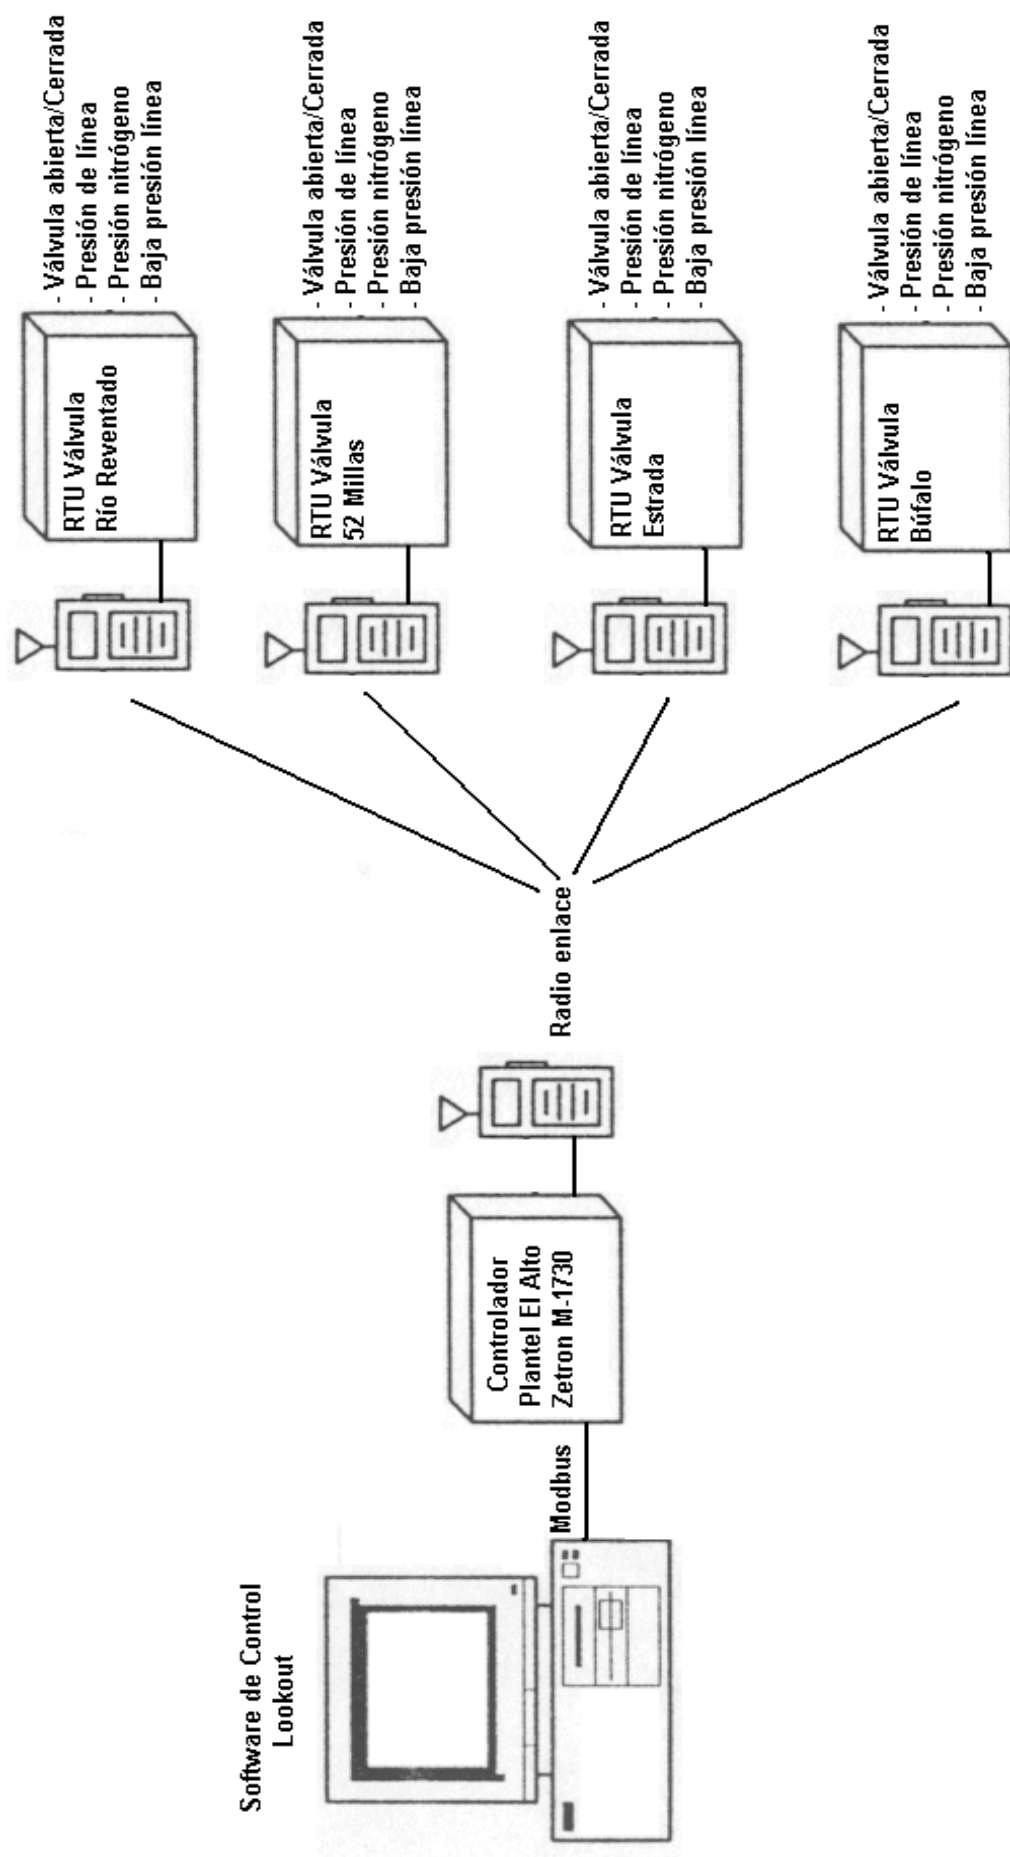 Software de Control
Lookout
Modbus
Controlador
Plantel El Alto
Zetron M-1730
Radio enlace
RTU Válvula
Río Reventado
- Válvula abierta/Cerrada
- Presión de línea
- Presión nitrógeno
- Baja presión línea
RTU Válvula
52 Millas
- Válvula abierta/Cerrada
- Presión de línea
- Presión nitrógeno
- Baja presión línea
RTU Válvula
Estrada
- Válvula abierta/Cerrada
- Presión de línea
- Presión nitrógeno
- Baja presión línea
RTU Válvula
Búfalo
- Válvula abierta/Cerrada
- Presión de línea
- Presión nitrógeno
- Baja presión línea